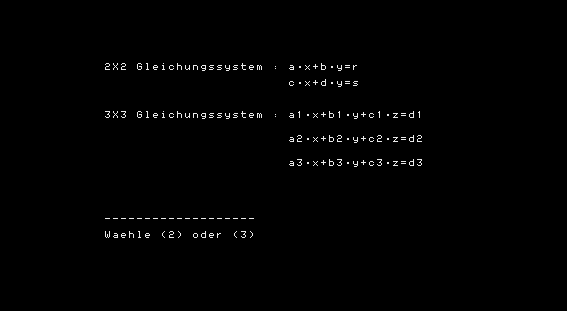 2X2 Gleichungssystem : a·x+b·y=r
c·x+d·y=s
3X3 Gleichungssystem : a1·x+b1·y+c1·z=d1
a2·x+b2·y+c2·z=d2
a3·x+b3·y+c3·z=d3
-------------------
Waehle (2) oder (3)